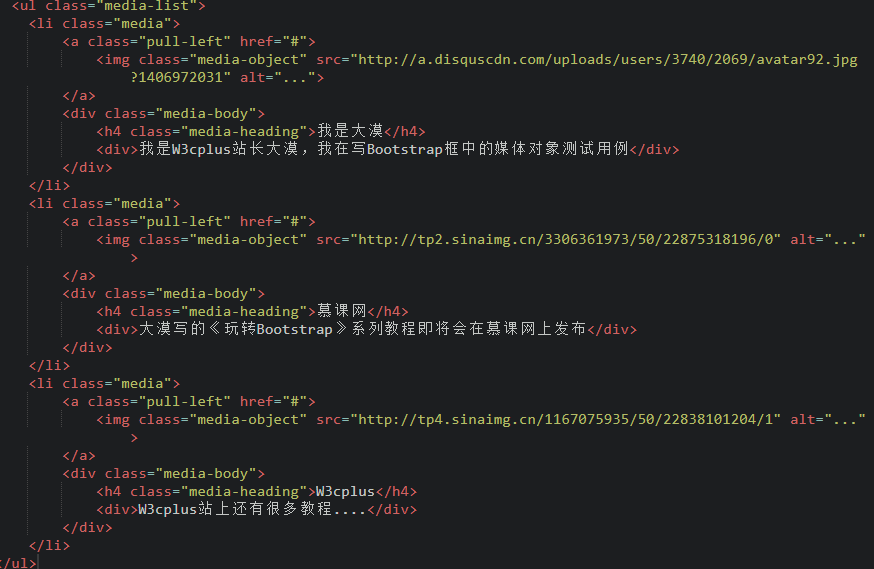 <ul class="media-list">
<li class="media">
<a class="pull-left" href="#">
<img class="media-object" src="http://a.disquscdn.com/uploads/users/3740/2069/avatar92.jpg
?1406972031" alt="...">
</a>
<div class="media-body">
<h4 class="media-heading">我是大漠</h4>
<div>我是W3cplus站长大漠，我在写Bootstrap框中的媒体对象测试用例</div>
</div>
</li>
<li class="media">
<a class="pull-left" href="#">
<img class="media-object" src="http://tp2.sinaimg.cn/3306361973/50/22875318196/0" alt="..."
>
</a>
<div class="media-body">
<h4 class="media-heading">慕课网</h4>
<div>大漠写的《玩转Bootstrap》系列教程即将会在慕课网上发布</div>
</div>
</li>
<li class="media">
<a class="pull-left" href="#">
<img class="media-object" src="http://tp4.sinaimg.cn/1167075935/50/22838101204/1" alt="..."
>
</a>
<div class="media-body">
<h4 class="media-heading">W3cplus</h4>
<div>W3cplus站上还有很多教程....</div>
</div>
</li>
</ul>